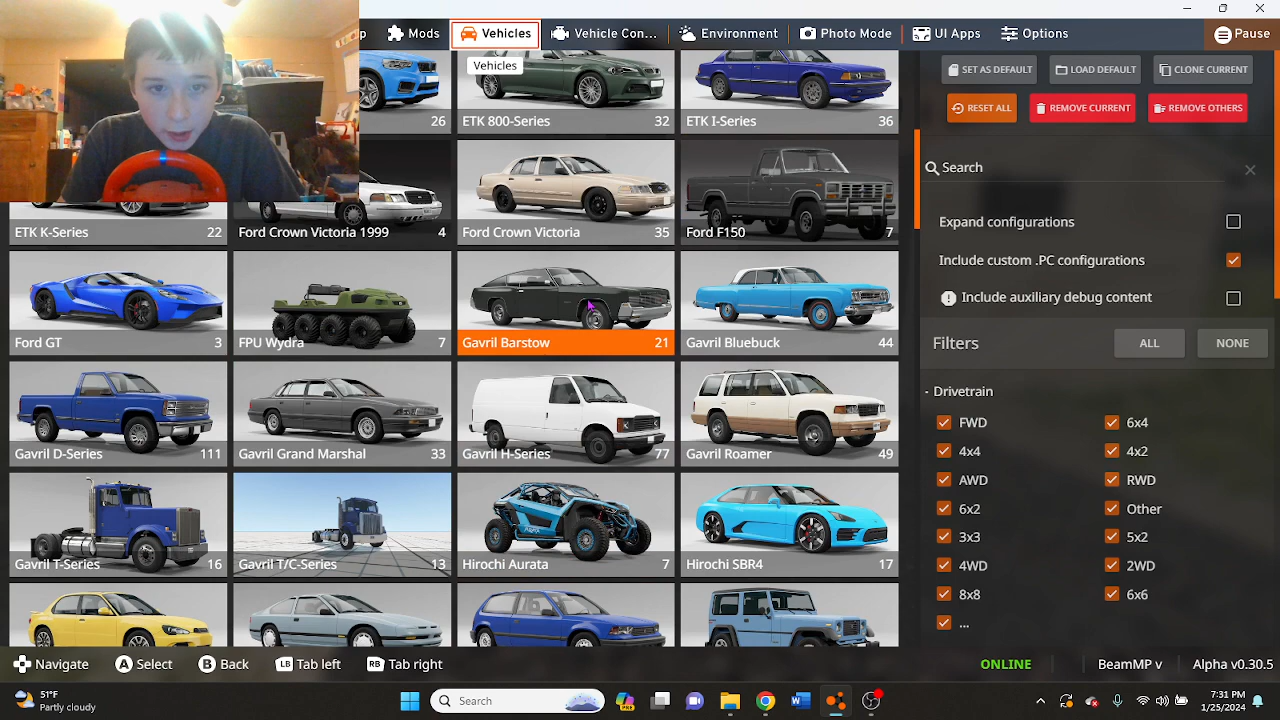 p
Mods
Vehicles
Vehicle Con...
Environment
Photo Mode
UI Apps
Options
Pause
Vehicles
26
ETK 800-Series 32
ETK I-Series 36
SET AS DEFAULT
LOAD DEFAULT
CLONE CURRENT
RESET ALL
REMOVE CURRENT
REMOVE OTHERS
ETK K-Series 22
Ford Crown Victoria 1999 4
Ford Crown Victoria 35
Ford F150 7
Search
Expand configurations
Include custom .PC configurations
Include auxiliary debug content
Ford GT 3
FPU Wydra 7
Gavril Barstow 21
Gavril Bluebuck 44
Filters
ALL
NONE
Gavril D-Series 111
Gavril Grand Marshal 33
Gavril H-Series 77
Gavril Roamer 49
Drivetrain
FWD
6x4
4x4
4x2
AWD
RWD
6x2
Other
3x3
5x2
4WD
2WD
8x8
6x6
...
Gavril T-Series 16
Gavril T/C-Series 13
Hirochi Aurata 7
Hirochi SBR4 17
Navigate
A Select
B Back
LB Tab left
RB Tab right
ONLINE
BeamMP v
Alpha v0.30.5
51°F
Partly cloudy
Search
7:31 PM
1/25/2024